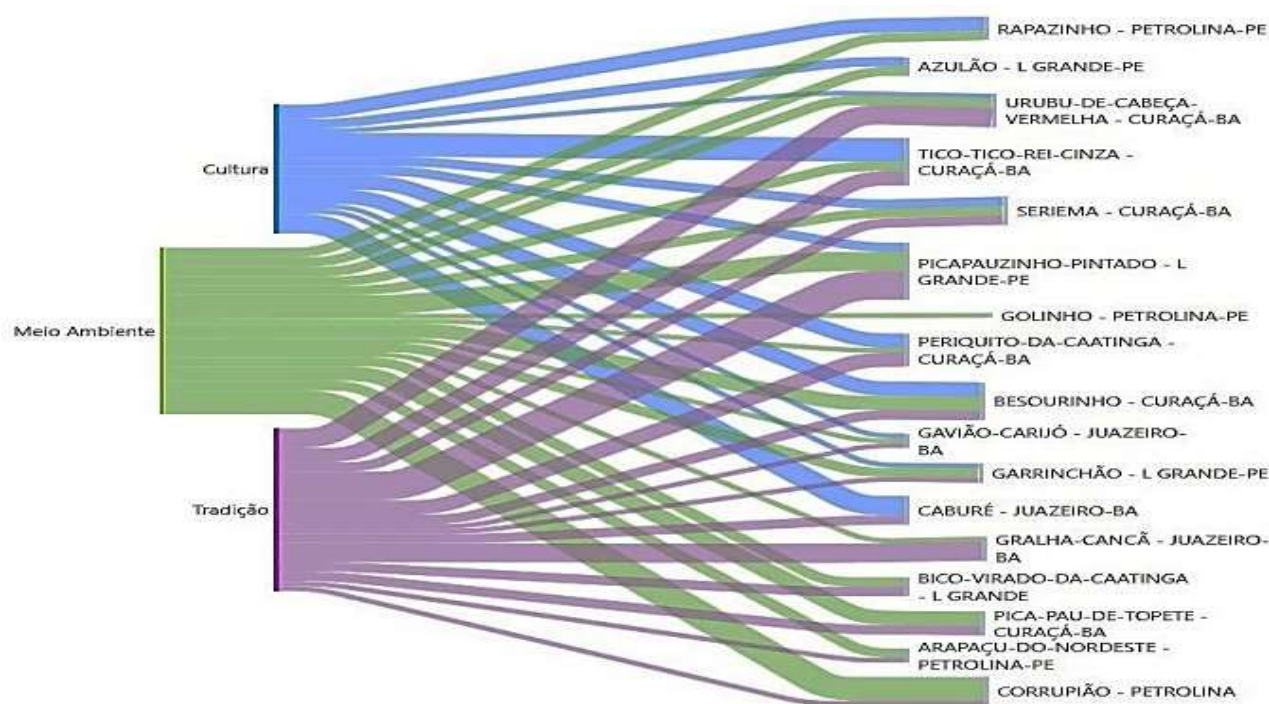 Cultura
Meio Ambiente
Tradição
RAPAZINHO - PETROLINA-PE
AZULÃO - L GRANDE-PE
URUBU-DE-CABEÇA-
VERMELHA - CURAÇÁ-BA
TICO-TICO-REI-CINZA -
CURAÇÁ-BA
SERIEMA - CURAÇÁ-BA
PICAPAUZINHO-PINTADO - L
GRANDE-PE
GOLINHO - PETROLINA-PE
PERIQUITO-DA-CAATINGA -
CURAÇÁ-BA
BESOURINHO - CURAÇÁ-BA
GAVIÃO-CARIJÓ - JUAZEIRO-
BA
GARRINCHÃO - L GRANDE-PE
CABURÉ - JUAZEIRO-BA
GRALHA-CANCÃ - JUAZEIRO-
BA
BICO-VIRADO-DA-CAATINGA
- L GRANDE
PICA-PAU-DE-TOPETE -
CURAÇÁ-BA
ARAPAÇU-DO-NORDESTE -
PETROLINA-PE
CORRUPIÃO - PETROLINA